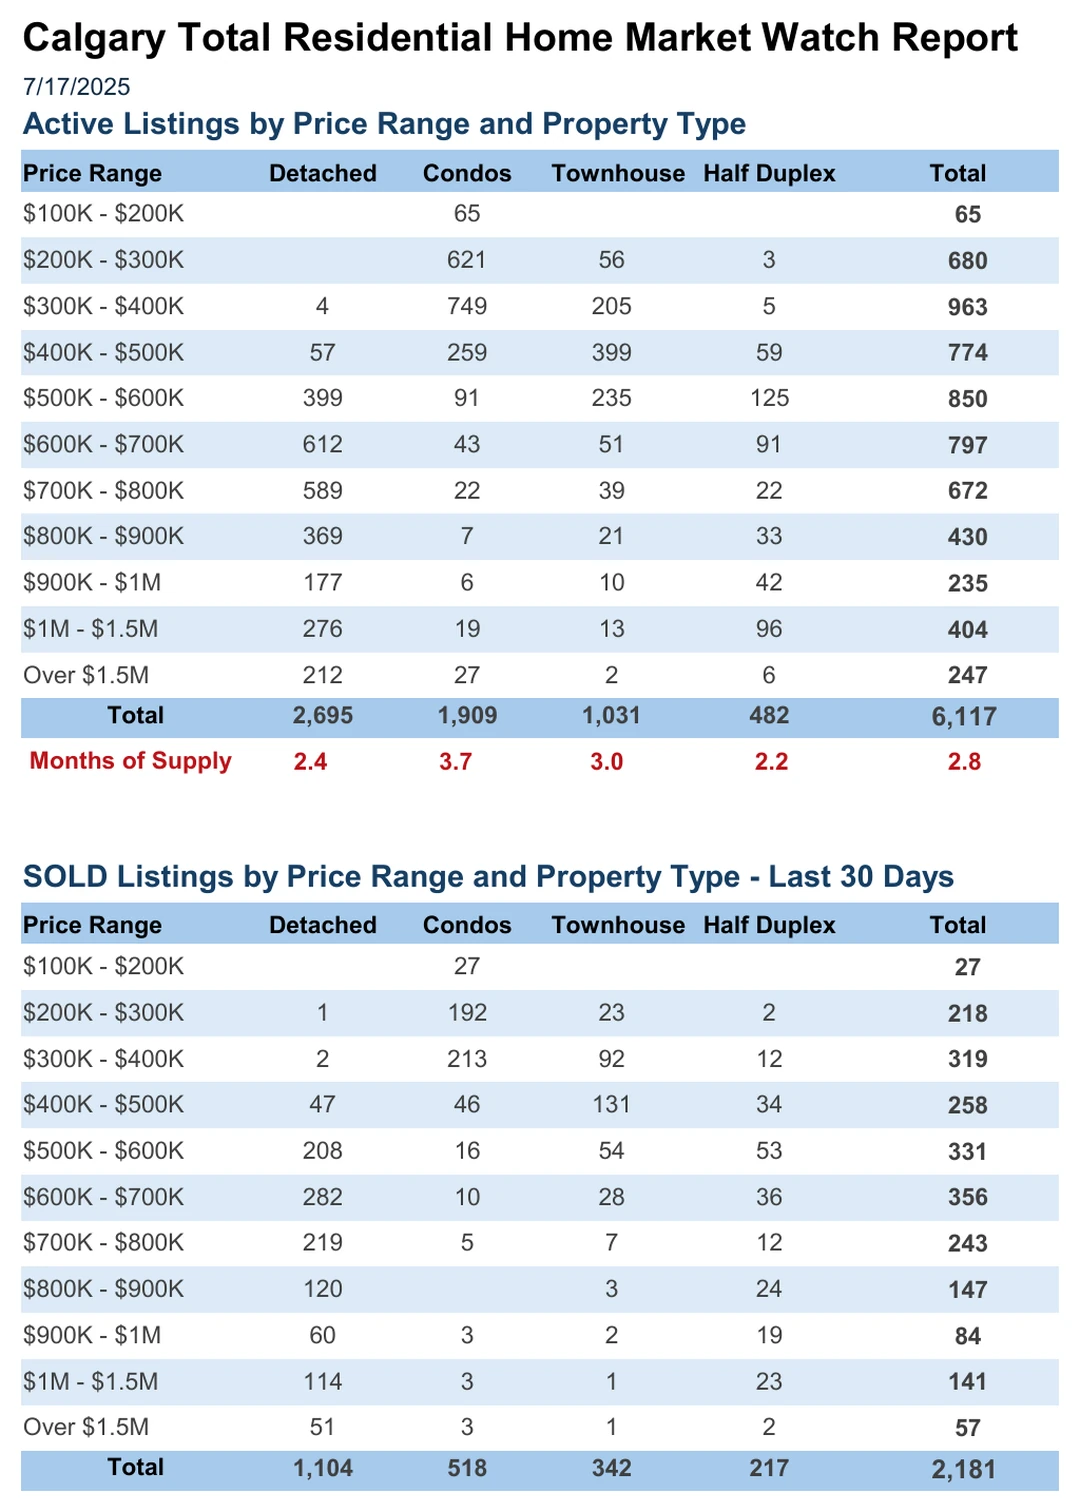 Calgary Total Residential Home Market Watch Report
7/17/2025
Active Listings by Price Range and Property Type
Price Range Detached Condos Townhouse Half Duplex Total
$100K - $200K 65 65
$200K - $300K 621 56 3 680
$300K - $400K 4 749 205 5 963
$400K - $500K 57 259 399 59 774
$500K - $600K 399 91 235 125 850
$600K - $700K 612 43 51 91 797
$700K - $800K 589 22 39 22 672
$800K - $900K 369 7 21 33 430
$900K - $1M 177 6 10 42 235
$1M - $1.5M 276 19 13 96 404
Over $1.5M 212 27 2 6 247
Total 2,695 1,909 1,031 482 6,117
Months of Supply 2.4 3.7 3.0 2.2 2.8
SOLD Listings by Price Range and Property Type - Last 30 Days
Price Range Detached Condos Townhouse Half Duplex Total
$100K - $200K 27 27
$200K - $300K 1 192 23 2 218
$300K - $400K 2 213 92 12 319
$400K - $500K 47 46 131 34 258
$500K - $600K 208 16 54 53 331
$600K - $700K 282 10 28 36 356
$700K - $800K 219 5 7 12 243
$800K - $900K 120 3 24 147
$900K - $1M 60 3 2 19 84
$1M - $1.5M 114 3 1 23 141
Over $1.5M 51 3 1 2 57
Total 1,104 518 342 217 2,181